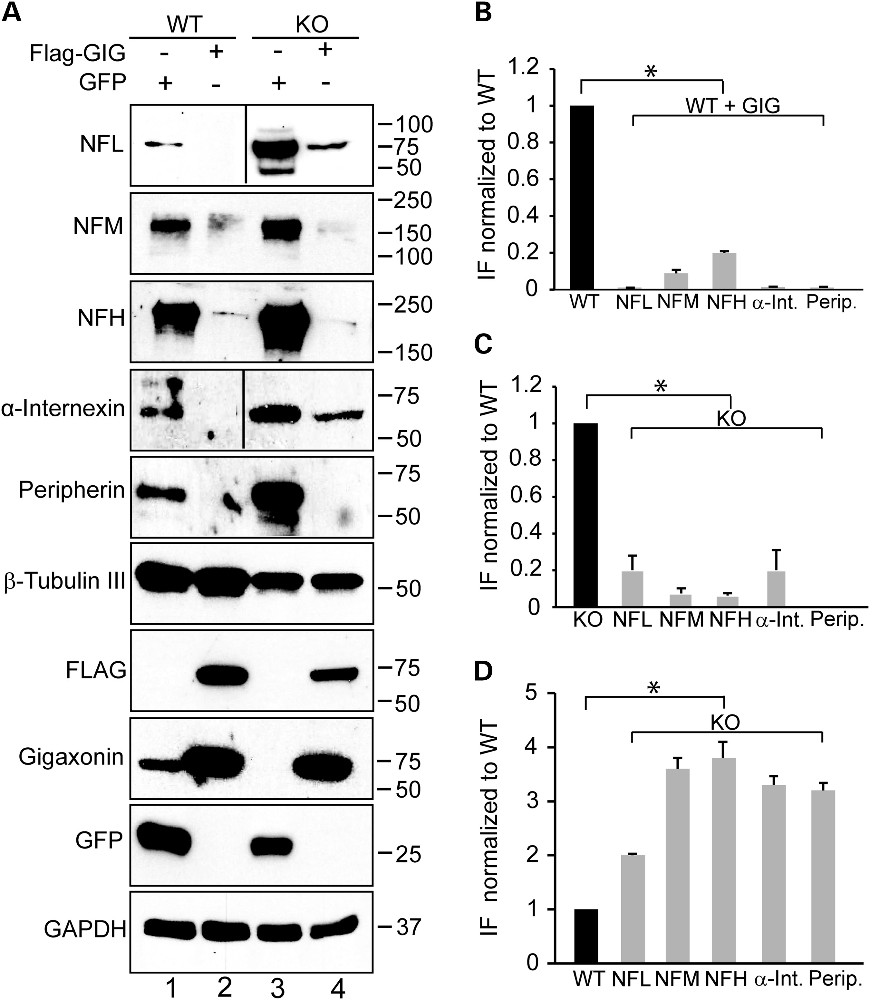 A
WT KO
Flag-GIG - + - +
GFP + - + -
NFL
100
75
50
NFM
250
150
100
NFH
250
150
α-Internexin
75
50
Peripherin
75
50
β-Tubulin III
50
FLAG
75
50
Gigaxonin
75
50
GFP
25
GAPDH
37
1 2 3 4
B
IF normalized to WT
1.2
1
0.8
0.6
0.4
0.2
0
*
WT + GIG
WT NFL NFM NFH α-Int. Perip.
C
IF normalized to WT
1.2
1
0.8
0.6
0.4
0.2
0
*
KO
KO NFL NFM NFH α-Int. Perip.
D
IF normalized to WT
5
4
3
2
1
0
*
KO
WT NFL NFM NFH α-Int. Perip.